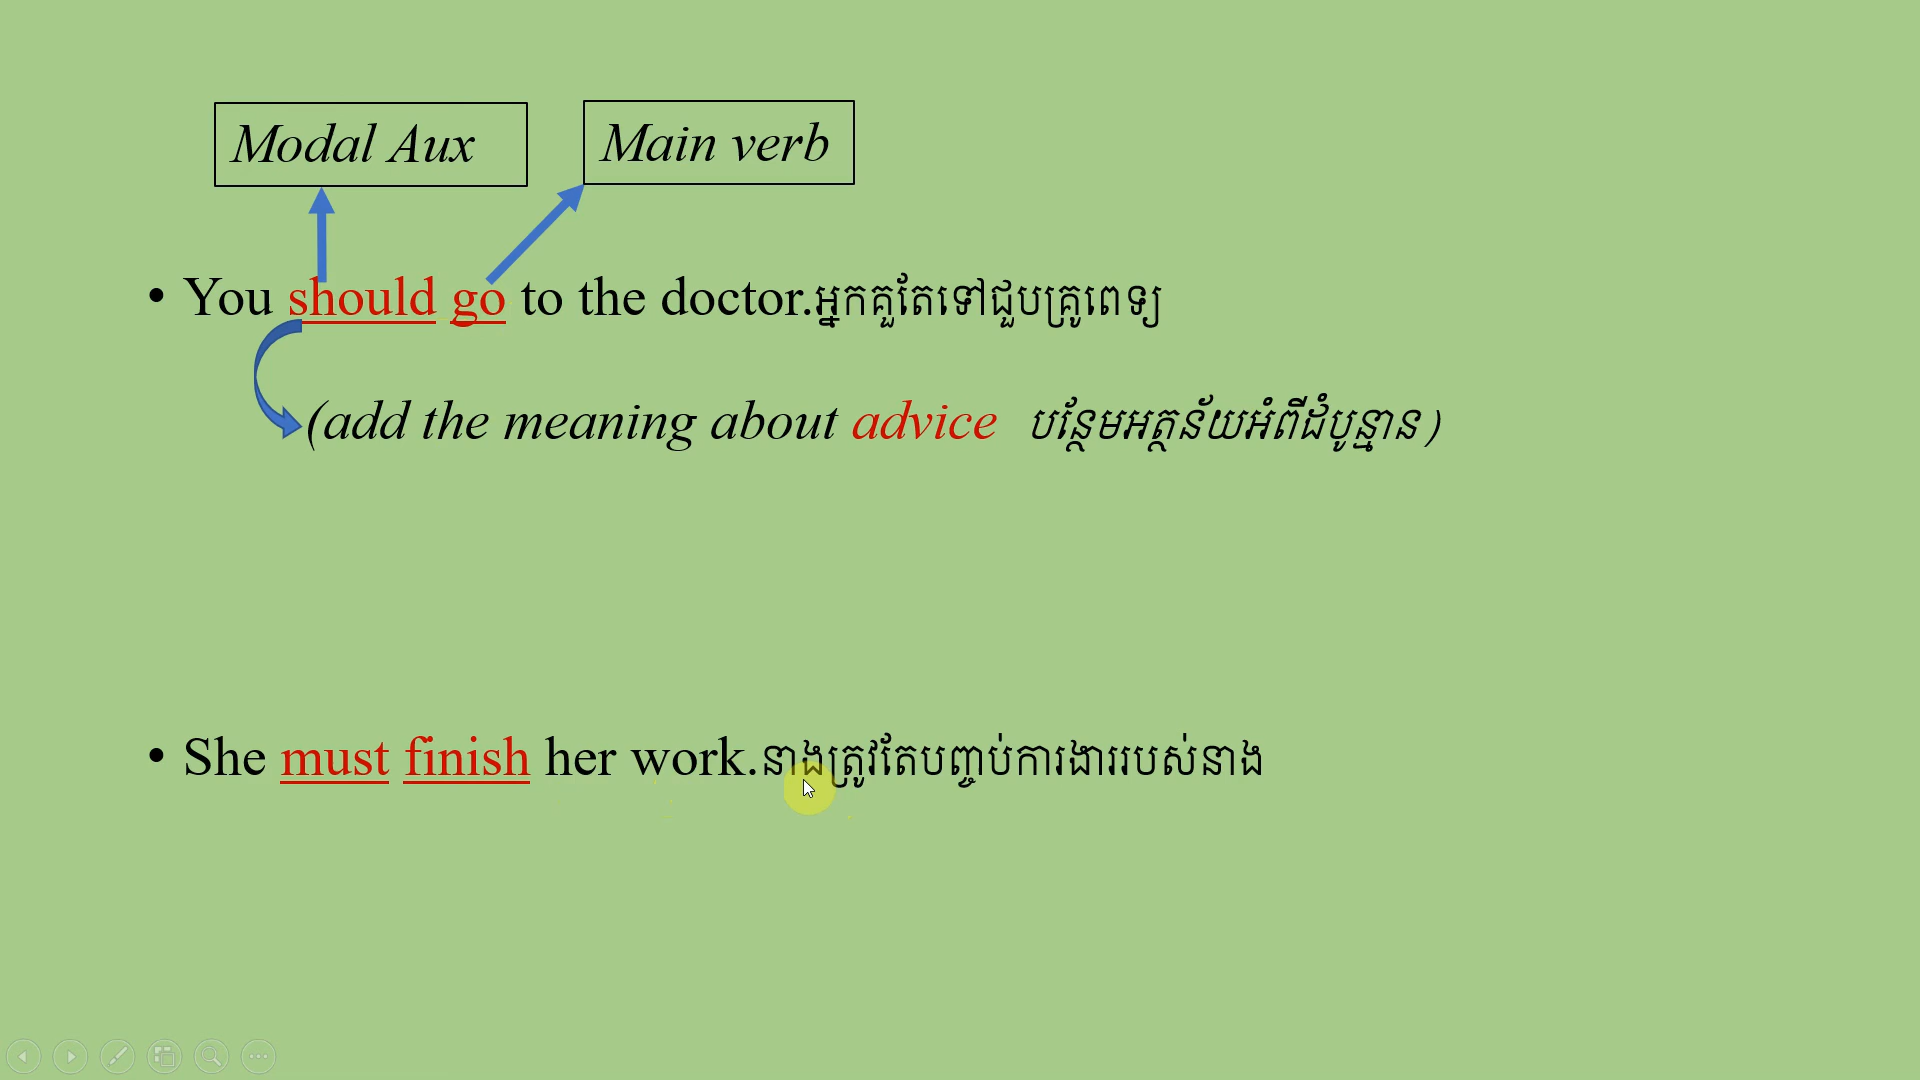 Modal Aux
Main verb
• You should go to the doctor.អ្នកគួតែទៅជួបគ្រូពេទ្យ
(add the meaning about advice បន្ថែមអត្ថន័យអំពីដំបូន្មាន)
• She must finish her work.នាងត្រូវតែបញ្ចប់ការងាររបស់នាង